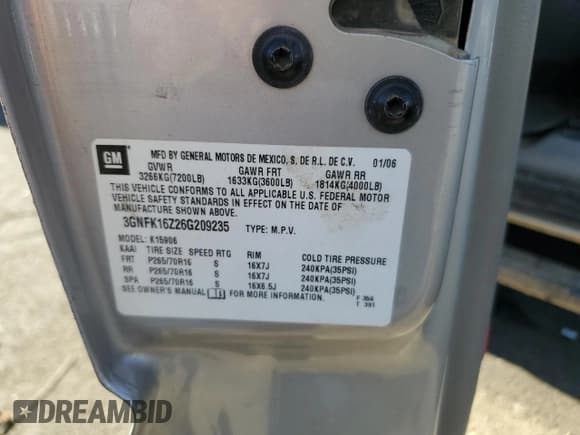 GM
MFD BY GENERAL MOTORS DE MEXICO, S. DE R.L. DE C.V. 01/06
GVWR GAWR FRT GAWR RR
3266KG(7200LB) 1633KG(3600LB) 1814KG(4000LB)
THIS VEHICLE CONFORMS TO ALL APPLICABLE U.S. FEDERAL MOTOR
VEHICLE SAFETY STANDARDS IN EFFECT ON THE DATE OF
MANUFACTURE SHOWN ABOVE.
3GNFK16Z26G209235 TYPE: M.P.V.
MODEL: K15906
KAAI TIRE SIZE SPEED RTG RIM COLD TIRE PRESSURE
FRT P265/70R16 S 16X7J 240KPA(35PSI)
RR P265/70R16 S 16X7J 240KPA(35PSI)
SPA P265/70R16 S 16X6.5J 240KPA(35PSI)
SEE OWNER'S MANUAL FOR MORE INFORMATION.
T 391
DREAMBID